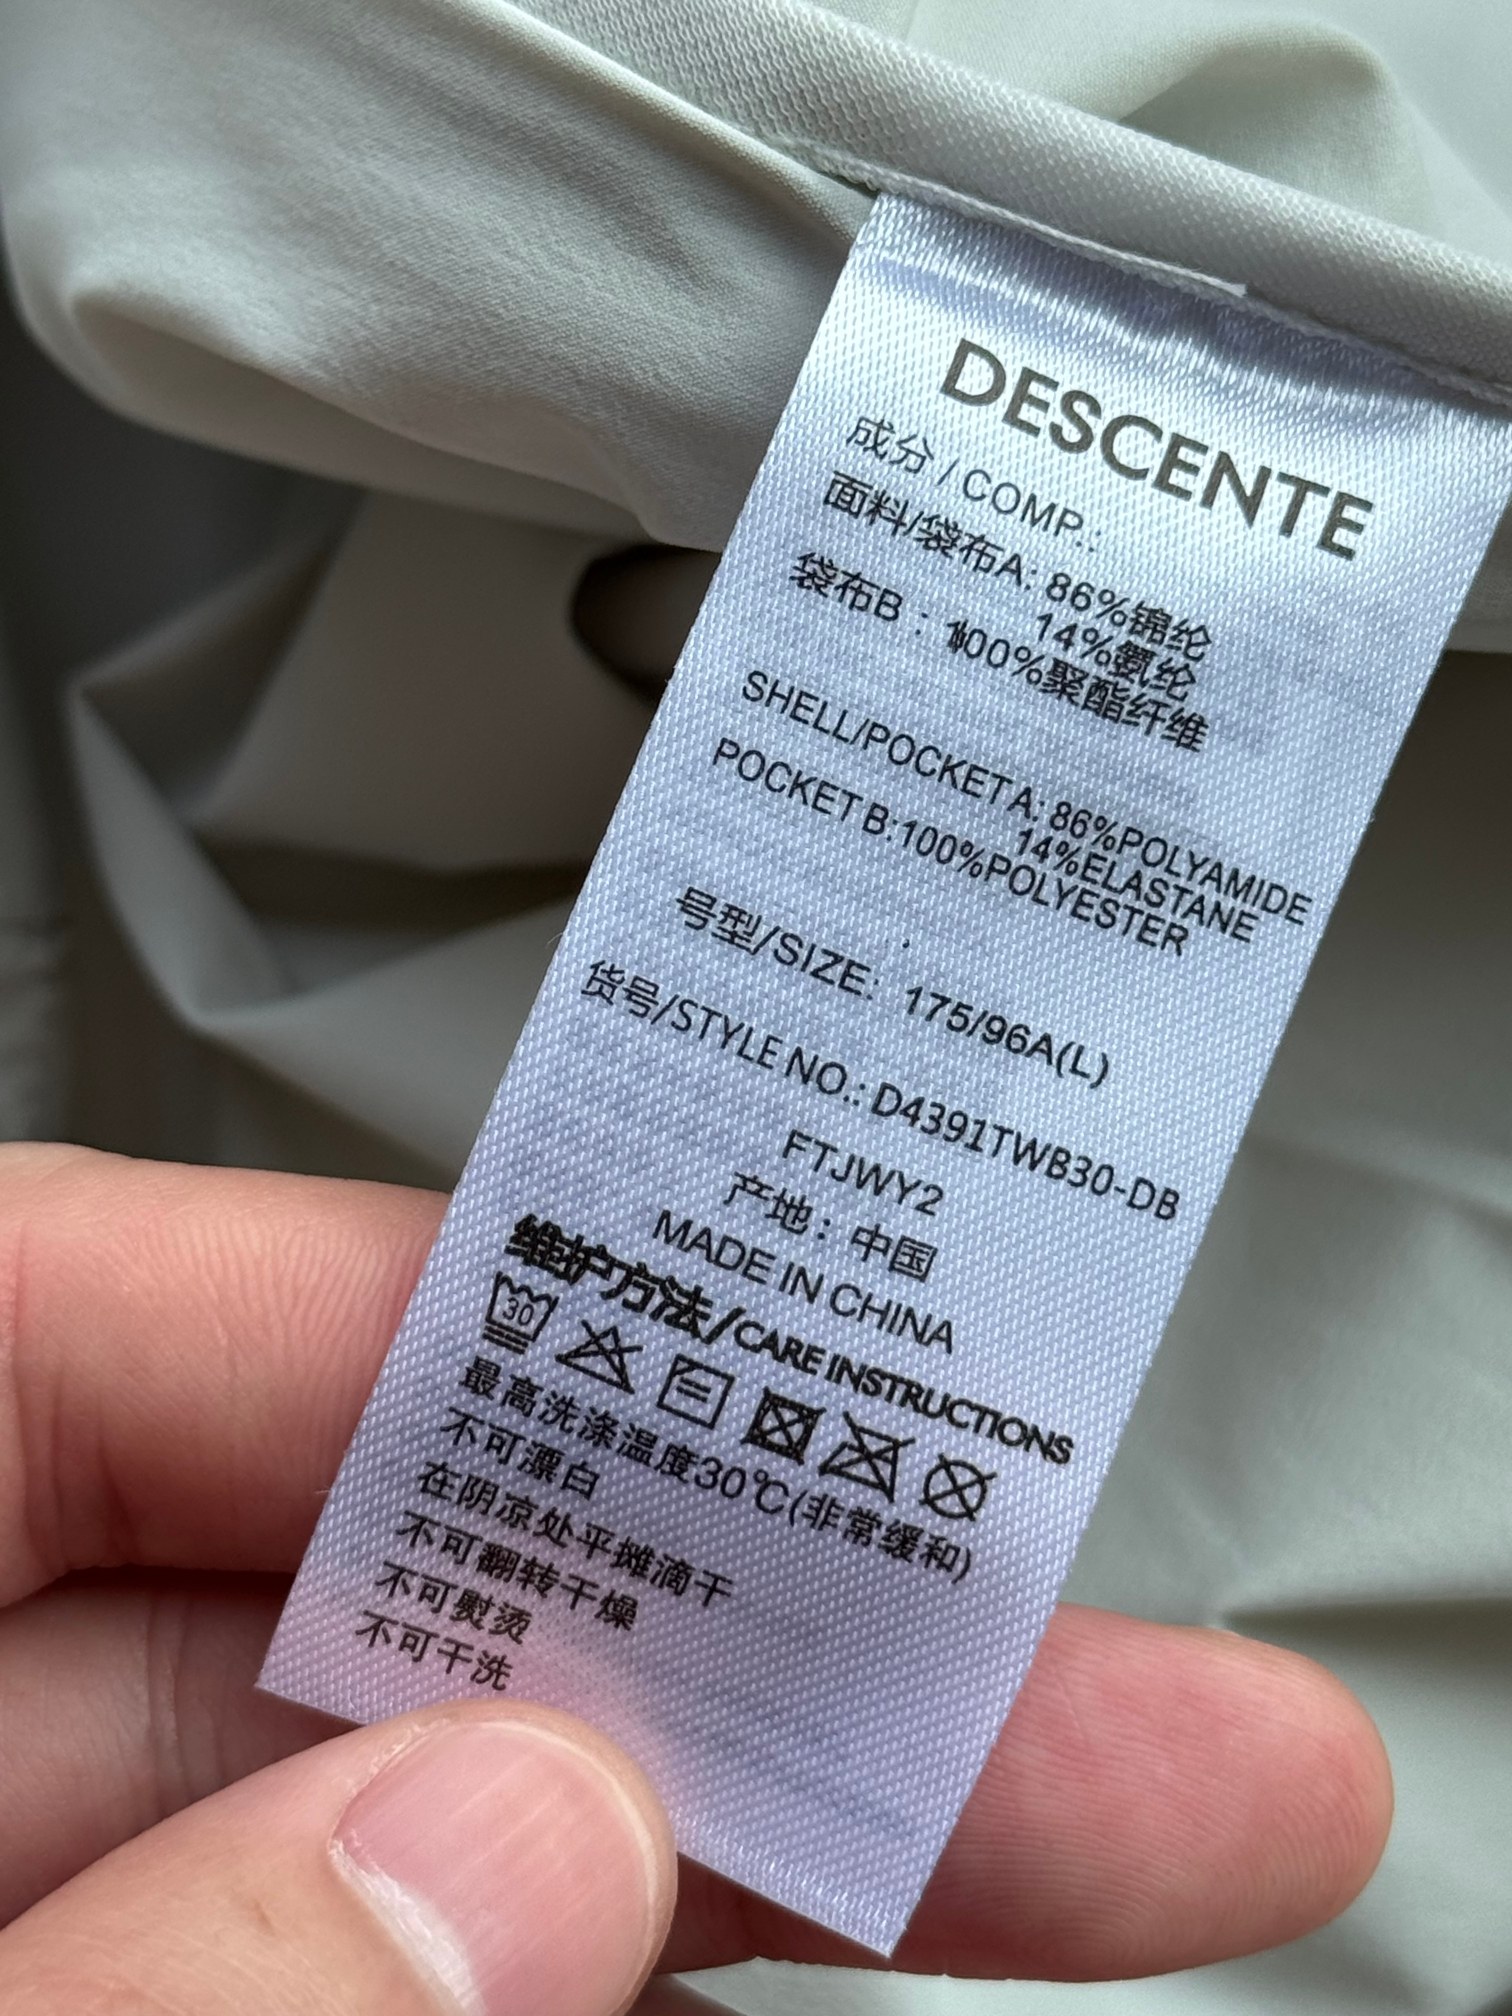 DESCENTE
成分 / COMP.:
面料/袋布A: 86%锦纶
14%氨纶
袋布B : 100%聚酯纤维
SHELL/POCKET A: 86%POLYAMIDE
14%ELASTANE
POCKET B:100%POLYESTER
号型/SIZE: 175/96A(L)
货号/STYLE NO.: D4391TWB30-DB
FTJWY2
产地: 中国
MADE IN CHINA
维护方法/CARE INSTRUCTIONS
30
最高洗涤温度30℃(非常缓和)
不可漂白
在阴凉处平摊滴干
不可翻转干燥
不可熨烫
不可干洗